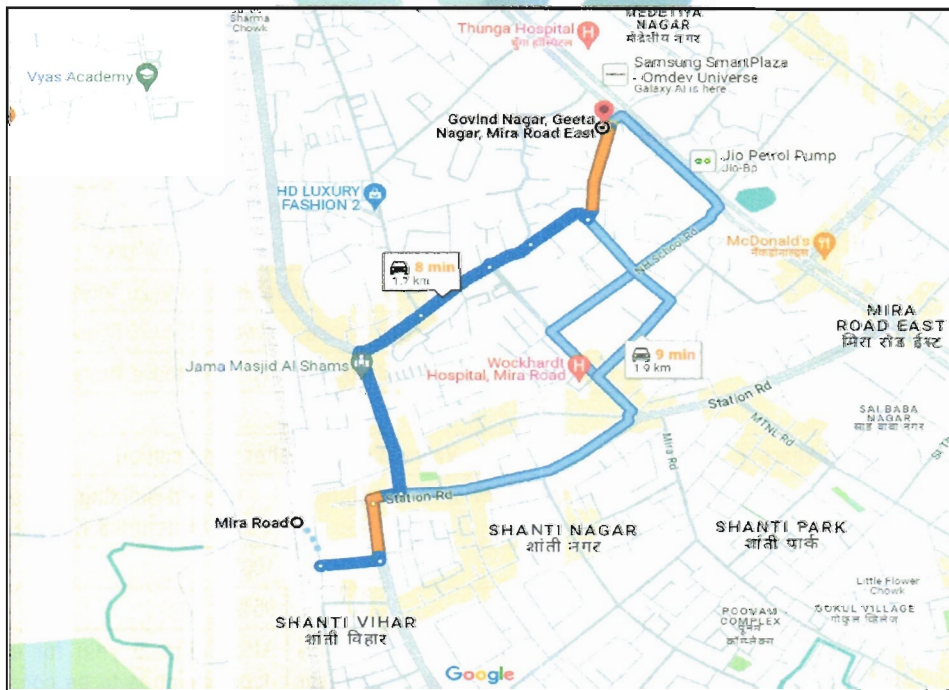 Sharma
Chowk
MEDETIYA
NAGAR
मेदेतीय नगर
Thunga Hospital
थुंगा हॉस्पिटल
Vyas Academy
Samsung SmartPlaza
- Omdev Universe
Galaxy AI is here
Govind Nagar, Geeta
Nagar, Mira Road East
Jio Petrol Pump
Jio-Bp
HD LUXURY
FASHION 2
NH School Rd
McDonald's
मॅकडोनाल्ड्स
8 min
1.7 km
MIRA
ROAD EAST
मिरा रोड ईस्ट
Jama Masjid Al Shams
Wockhardt
Hospital, Mira Road
9 min
1.9 km
Station Rd
SAI BABA
NAGAR
साई बाबा नगर
MTNL Rd
Mira Rd
Station Rd
Mira Road
SHANTI NAGAR
शांती नगर
SHANTI PARK
शांती पार्क
Little Flower
Chowk
SHANTI VIHAR
शांती विहार
POONAM
COMPLEX
पूनम
कॉम्प्लेक्स
GOKUL VILLAGE
गोकुल व्हिलेज
Google